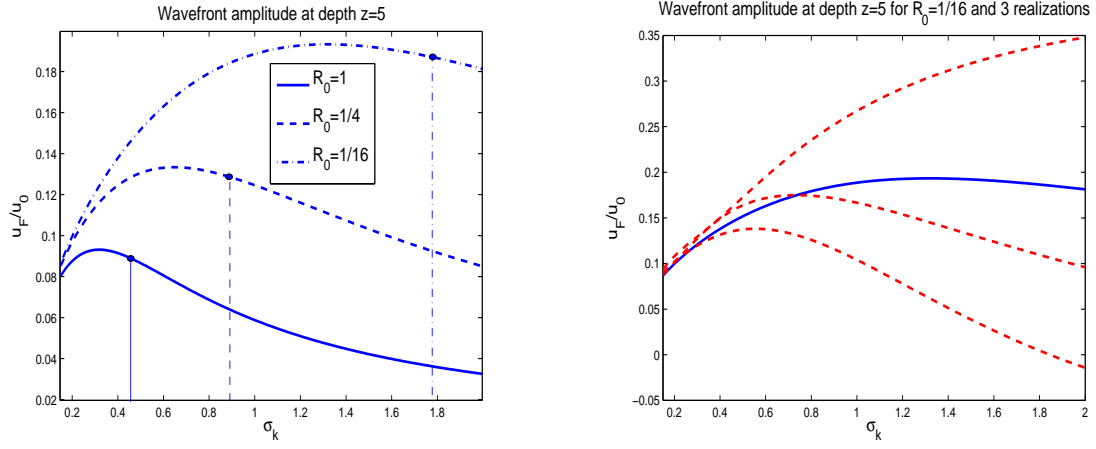 Wavefront amplitude at depth z=5
u_F/u_0
0.18
0.16
0.14
0.12
0.1
0.08
0.06
0.04
0.02
R_0=1
R_0=1/4
R_0=1/16
0.2 0.4 0.6 0.8 1 1.2 1.4 1.6 1.8
σ_k
Wavefront amplitude at depth z=5 for R_0=1/16 and 3 realizations
u_F/u_0
0.35
0.3
0.25
0.2
0.15
0.1
0.05
0
−0.05
0.2 0.4 0.6 0.8 1 1.2 1.4 1.6 1.8 2
σ_k